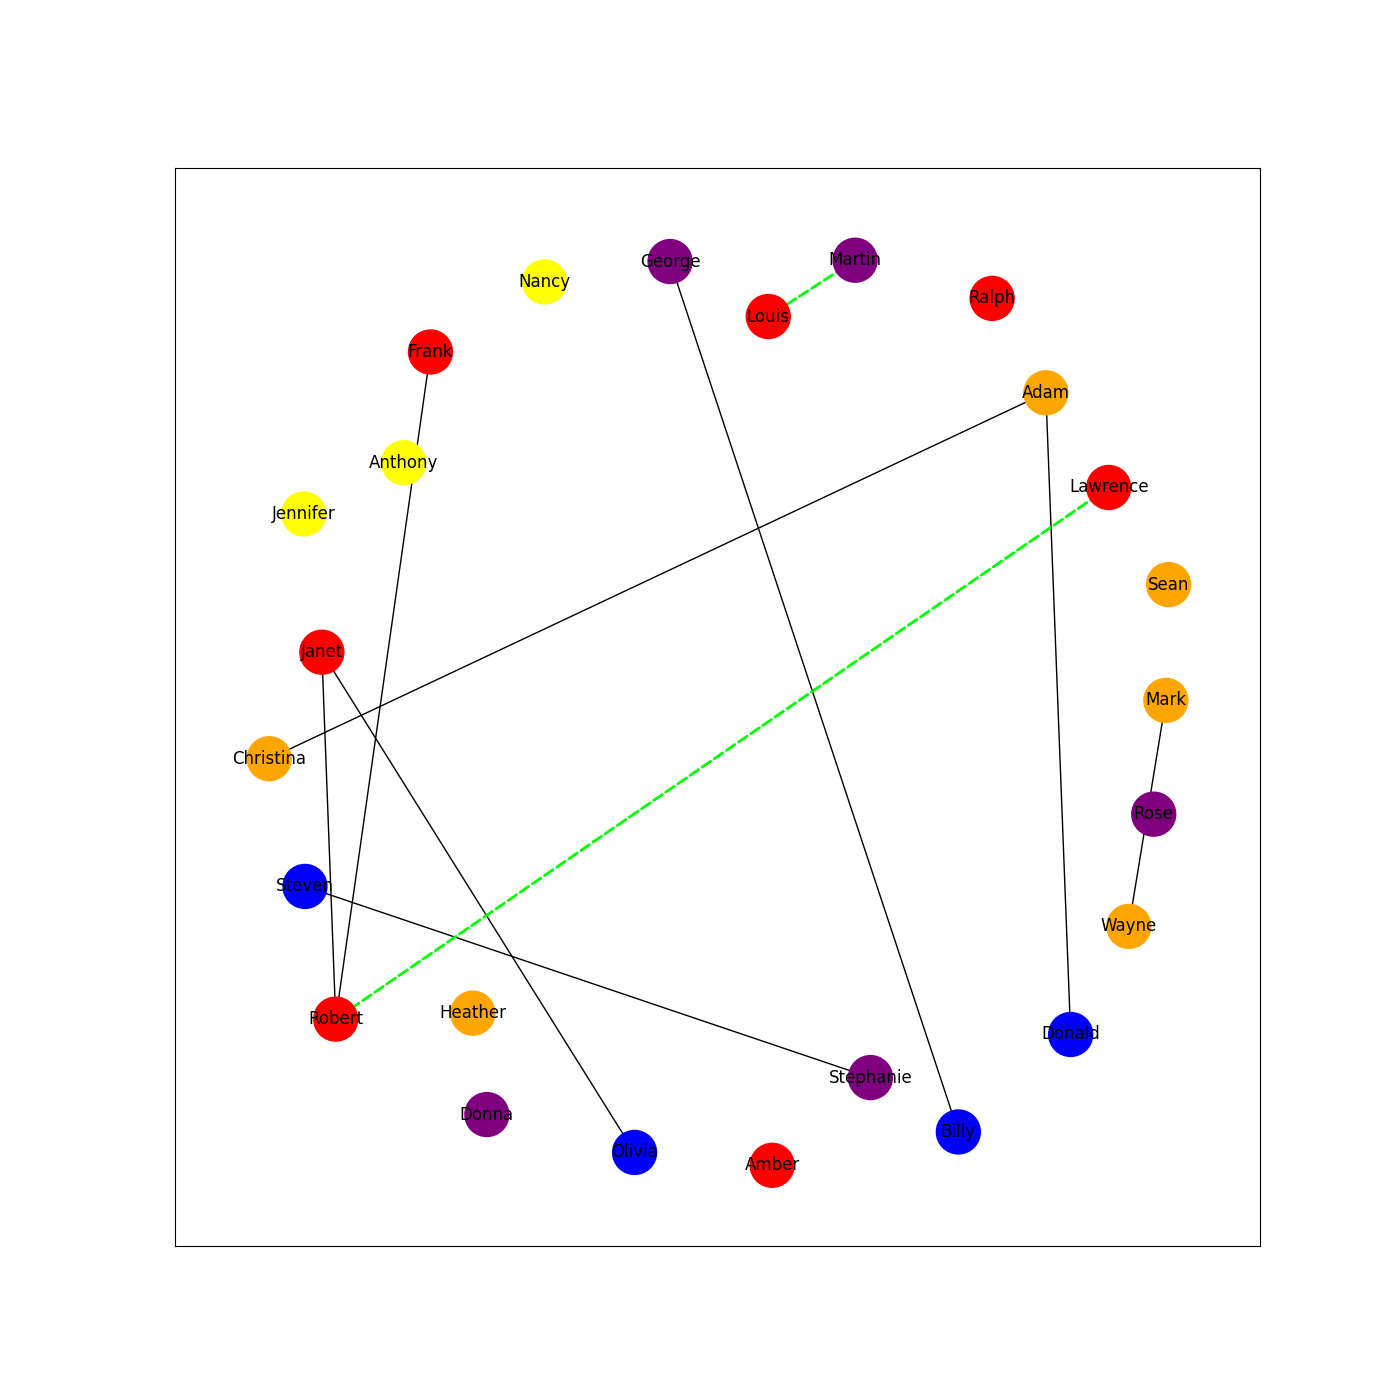 George
Martin
Nancy
Ralph
Louis
Frank
Adam
Anthony
Lawrence
Jennifer
Sean
Janet
Mark
Christina
Rose
Steven
Wayne
Heather
Robert
Donald
Stephanie
Donna
Billy
Olivia
Amber